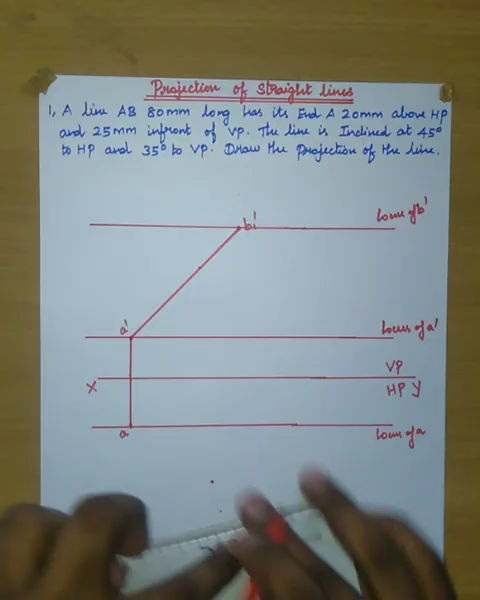 Projection of Straight lines
1, A line AB 80mm long has its End A 20mm above HP
and 25mm infront of VP. The line is Inclined at 45°
to HP and 35° to VP. Draw the Projection of the line.
locus of b'
b1'
a'
locus of a'
VP
X
HP y
a
locus of a